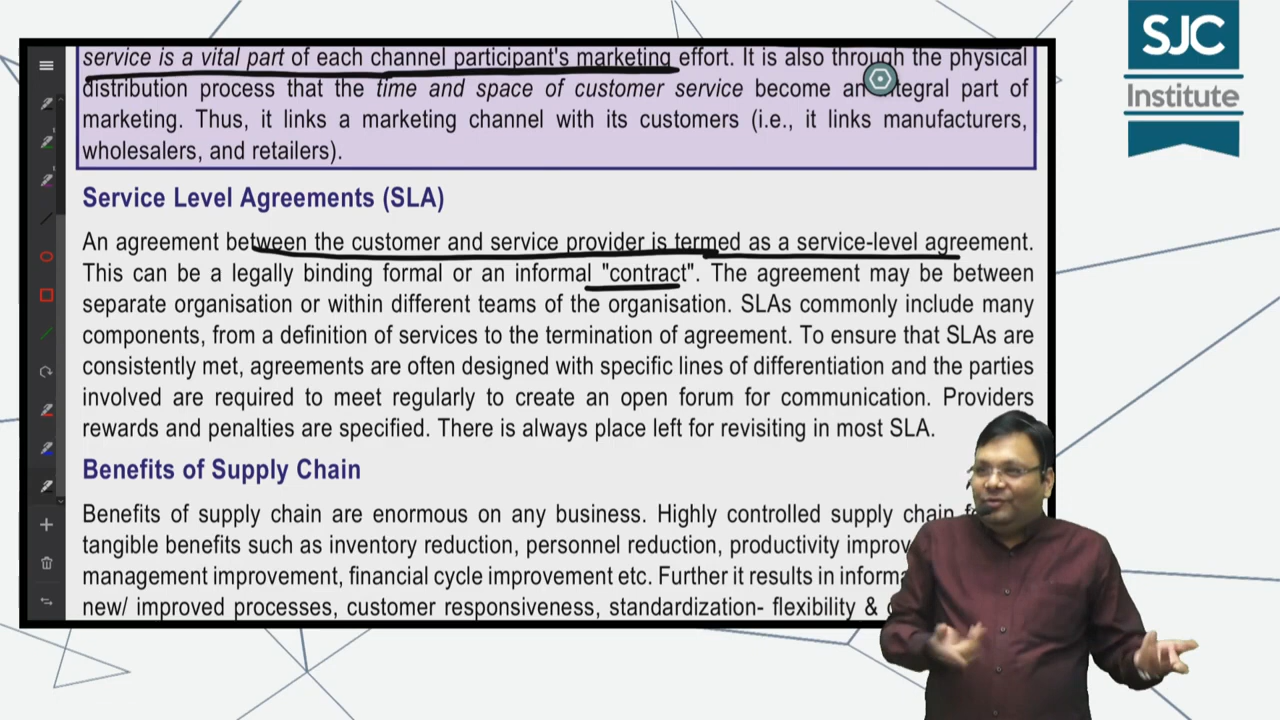 service is a vital part of each channel participant's marketing effort. It is also through the physical
distribution process that the time and space of customer service become an integral part of
marketing. Thus, it links a marketing channel with its customers (i.e., it links manufacturers,
wholesalers, and retailers).
Service Level Agreements (SLA)
An agreement between the customer and service provider is termed as a service-level agreement.
This can be a legally binding formal or an informal "contract". The agreement may be between
separate organisation or within different teams of the organisation. SLAs commonly include many
components, from a definition of services to the termination of agreement. To ensure that SLAs are
consistently met, agreements are often designed with specific lines of differentiation and the parties
involved are required to meet regularly to create an open forum for communication. Providers
rewards and penalties are specified. There is always place left for revisiting in most SLA.
Benefits of Supply Chain
Benefits of supply chain are enormous on any business. Highly controlled supply chain
tangible benefits such as inventory reduction, personnel reduction, productivity
management improvement, financial cycle improvement etc. Further it results in
new/ improved processes, customer responsiveness, standardization- flexibility &
SJC
Institute